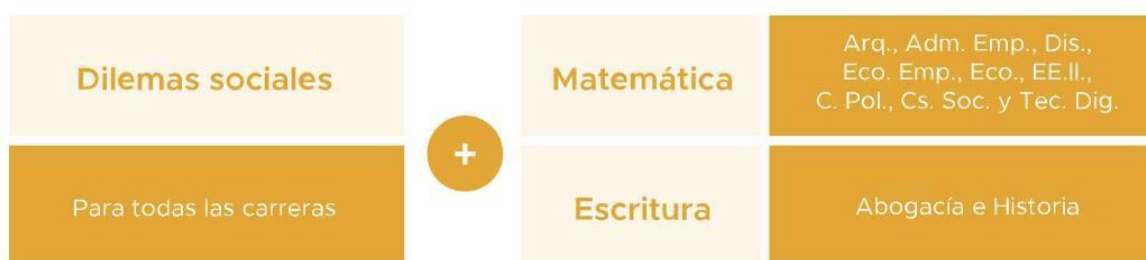 Dilemas sociales
Para todas las carreras
+
Matemática
Arq., Adm. Emp., Dis.,
Eco. Emp., Eco., EE.II.,
C. Pol., Cs. Soc. y Tec. Dig.
Escritura
Abogacía e Historia